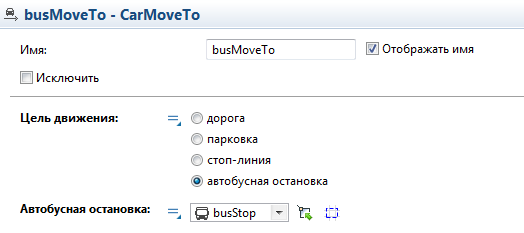 busMoveTo - CarMoveTo
Имя: busMoveTo Отображать имя
Исключить
Цель движения: дорога
парковка
стоп-линия
автобусная остановка
Автобусная остановка: busStop